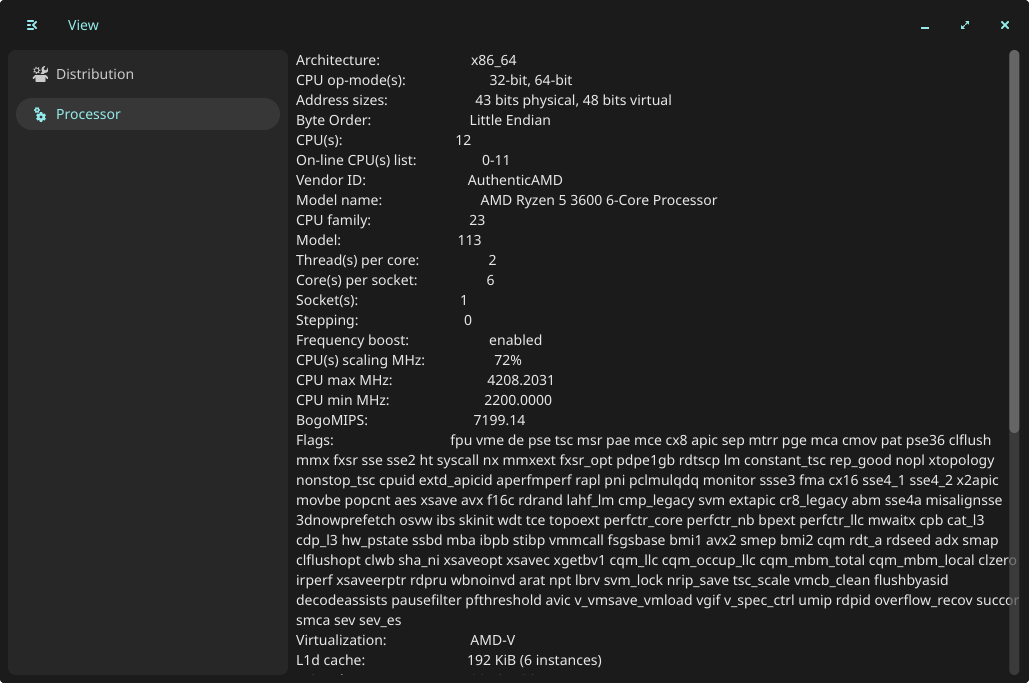 View
Distribution
Processor
Architecture: x86_64
CPU op-mode(s): 32-bit, 64-bit
Address sizes: 43 bits physical, 48 bits virtual
Byte Order: Little Endian
CPU(s): 12
On-line CPU(s) list: 0-11
Vendor ID: AuthenticAMD
Model name: AMD Ryzen 5 3600 6-Core Processor
CPU family: 23
Model: 113
Thread(s) per core: 2
Core(s) per socket: 6
Socket(s): 1
Stepping: 0
Frequency boost: enabled
CPU(s) scaling MHz: 72%
CPU max MHz: 4208.2031
CPU min MHz: 2200.0000
BogoMIPS: 7199.14
Flags: fpu vme de pse tsc msr pae mce cx8 apic sep mtrr pge mca cmov pat pse36 clflush
mmx fxsr sse sse2 ht syscall nx mmxext fxsr_opt pdpe1gb rdtscp lm constant_tsc rep_good nopl xtopology
nonstop_tsc cpuid extd_apicid aperfmperf rapl pni pclmulqdq monitor ssse3 fma cx16 sse4_1 sse4_2 x2apic
movbe popcnt aes xsave avx f16c rdrand lahf_lm cmp_legacy svm extapic cr8_legacy abm sse4a misalignsse
3dnowprefetch osvw ibs skinit wdt tce topoext perfctr_core perfctr_nb bpext perfctr_llc mwaitx cpb cat_l3
cdp_l3 hw_pstate ssbd mba ibpb stibp vmmcall fsgsbase bmi1 avx2 smep bmi2 cqm rdt_a rdseed adx smap
clflushopt clwb sha_ni xsaveopt xsavec xgetbv1 cqm_llc cqm_occup_llc cqm_mbm_total cqm_mbm_local clzero
irperf xsaveerptr rdpru wbnoinvd arat npt lbrv svm_lock nrip_save tsc_scale vmcb_clean flushbyasid
decodeassists pausefilter pfthreshold avic v_vmsave_vmload vgif v_spec_ctrl umip rdpid overflow_recov succor
smca sev sev_es
Virtualization: AMD-V
L1d cache: 192 KiB (6 instances)